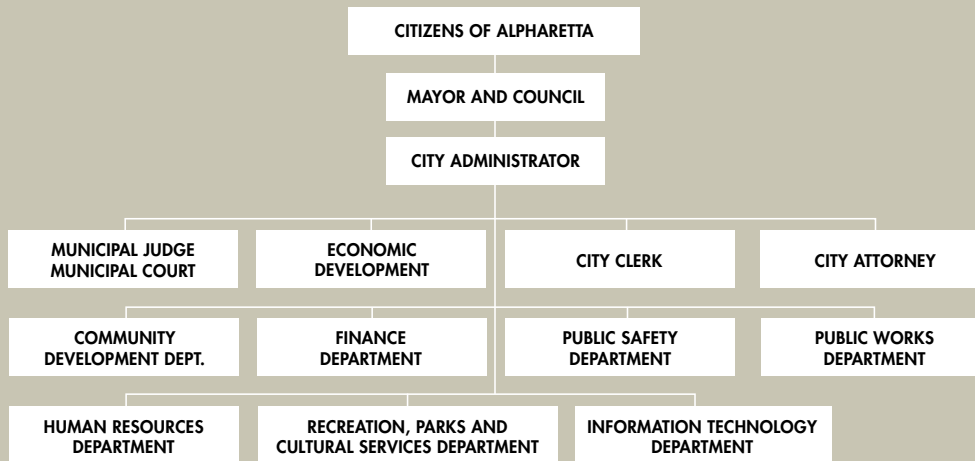 CITIZENS OF ALPHARETTA
MAYOR AND COUNCIL
CITY ADMINISTRATOR
MUNICIPAL JUDGE
MUNICIPAL COURT
ECONOMIC
DEVELOPMENT
CITY CLERK
CITY ATTORNEY
COMMUNITY
DEVELOPMENT DEPT.
FINANCE
DEPARTMENT
PUBLIC SAFETY
DEPARTMENT
PUBLIC WORKS
DEPARTMENT
HUMAN RESOURCES
DEPARTMENT
RECREATION, PARKS AND
CULTURAL SERVICES DEPARTMENT
INFORMATION TECHNOLOGY
DEPARTMENT